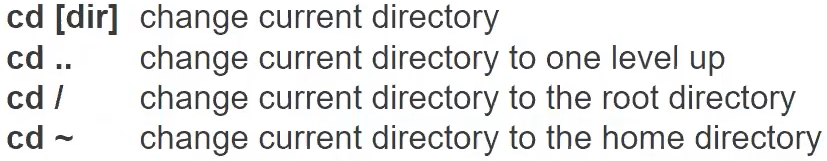 cd [dir] change current directory
cd .. change current directory to one level up
cd / change current directory to the root directory
cd ~ change current directory to the home directory